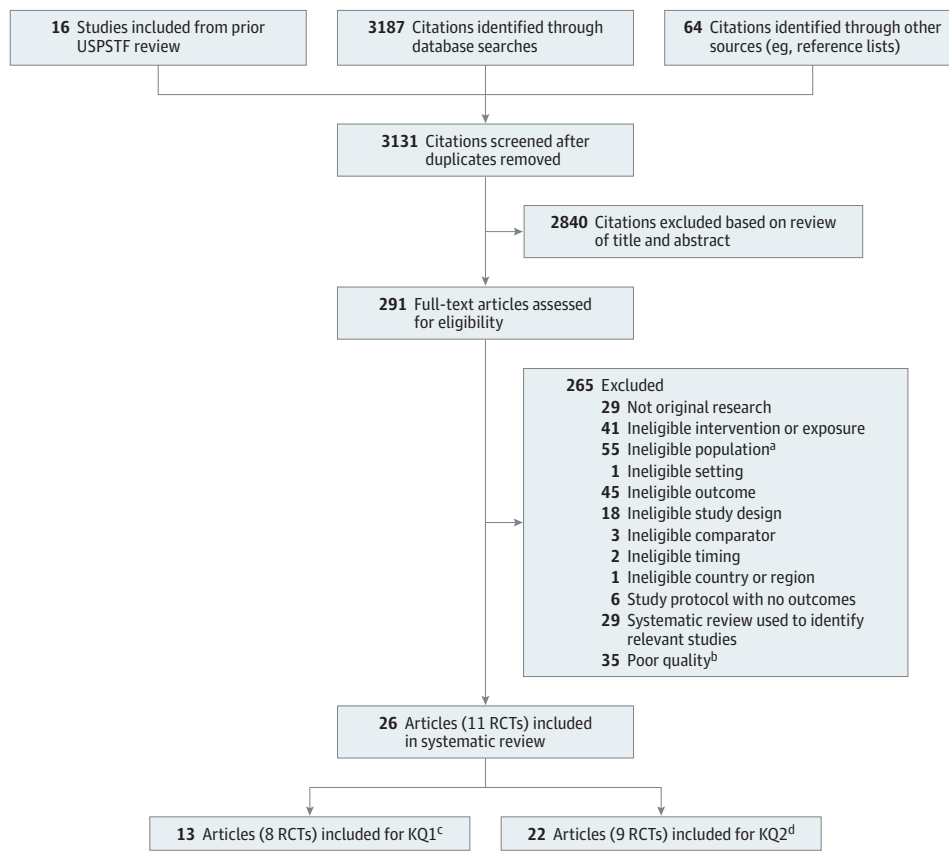 16 Studies included from prior
USPSTF review
3187 Citations identified through
database searches
64 Citations identified through other
sources (eg, reference lists)
3131 Citations screened after
duplicates removed
2840 Citations excluded based on review
of title and abstract
291 Full-text articles assessed
for eligibility
265 Excluded
29 Not original research
41 Ineligible intervention or exposure
55 Ineligible populationᵃ
1 Ineligible setting
45 Ineligible outcome
18 Ineligible study design
3 Ineligible comparator
2 Ineligible timing
1 Ineligible country or region
6 Study protocol with no outcomes
29 Systematic review used to identify
relevant studies
35 Poor qualityᵇ
26 Articles (11 RCTs) included
in systematic review
13 Articles (8 RCTs) included for KQ1ᶜ
22 Articles (9 RCTs) included for KQ2ᵈ